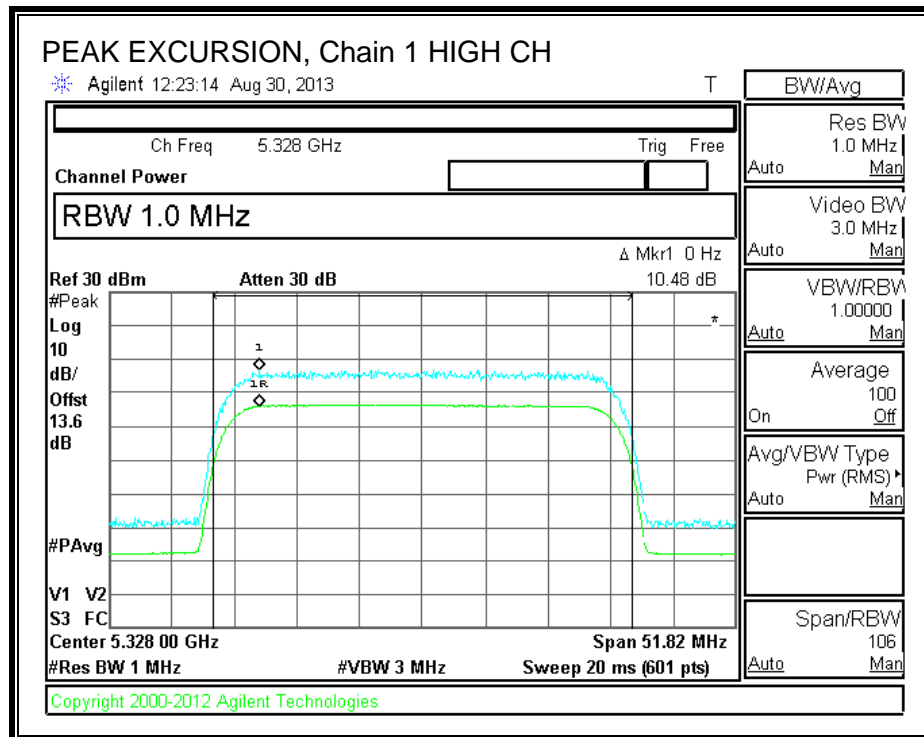 PEAK EXCURSION, Chain 1 HIGH CH
Agilent 12:23:14 Aug 30, 2013 T
BW/Avg
Ch Freq 5.328 GHz Trig Free
Channel Power
RBW 1.0 MHz
Δ Mkr1 0 Hz
Ref 30 dBm Atten 30 dB 10.48 dB
#Peak
Log
10
dB/
Offst
13.6
dB
1
1R
*
#PAvg
V1 V2
S3 FC
Center 5.328 00 GHz Span 51.82 MHz
#Res BW 1 MHz #VBW 3 MHz Sweep 20 ms (601 pts)
Copyright 2000-2012 Agilent Technologies
Res BW
1.0 MHz
Auto Man
Video BW
3.0 MHz
Auto Man
VBW/RBW
1.00000
Auto Man
Average
100
On Off
Avg/VBW Type
Pwr (RMS)
Auto Man
Span/RBW
106
Auto Man